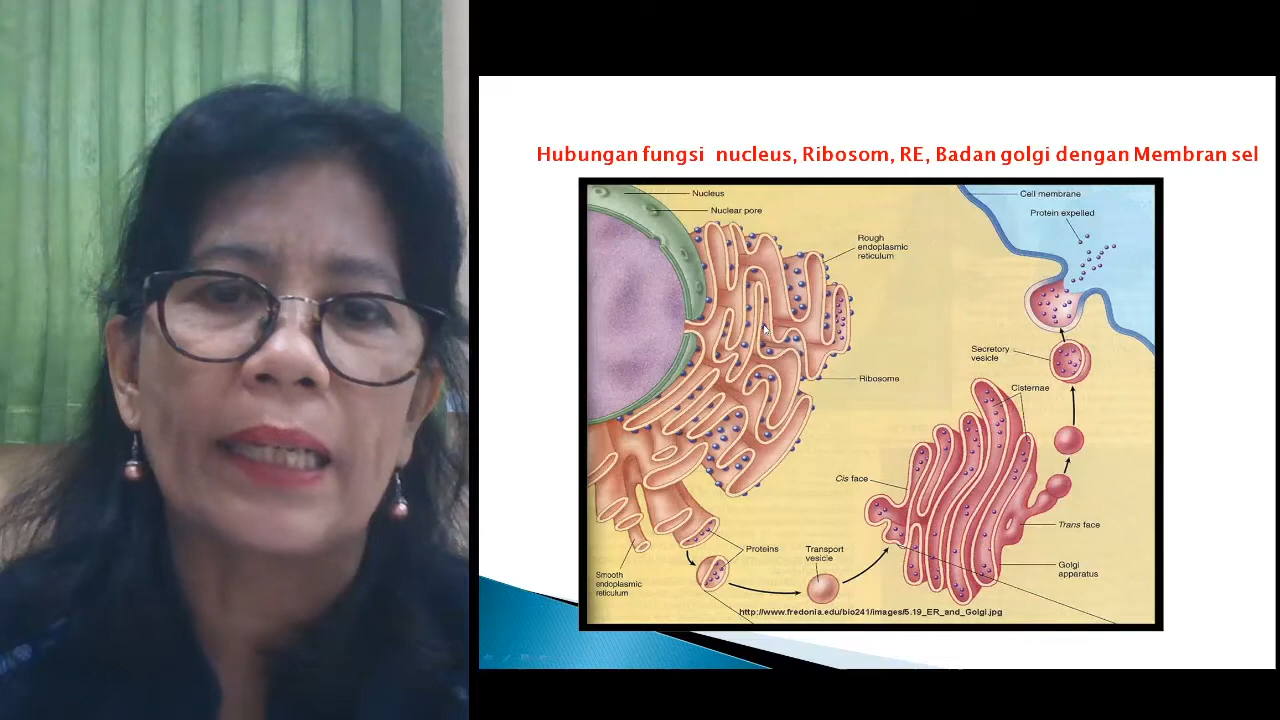 Hubungan fungsi nucleus, Ribosom, RE, Badan golgi dengan Membran sel
Nucleus
Nuclear pore
Cell membrane
Protein expelled
Rough
endoplasmic
reticulum
Secretory
vesicle
Ribosome
Cisternae
Cis face
Trans face
Proteins
Transport
vesicle
Golgi
apparatus
Smooth
endoplasmic
reticulum
http://www.fredonia.edu/bio241/images/5.19_ER_and_Golgi.jpg